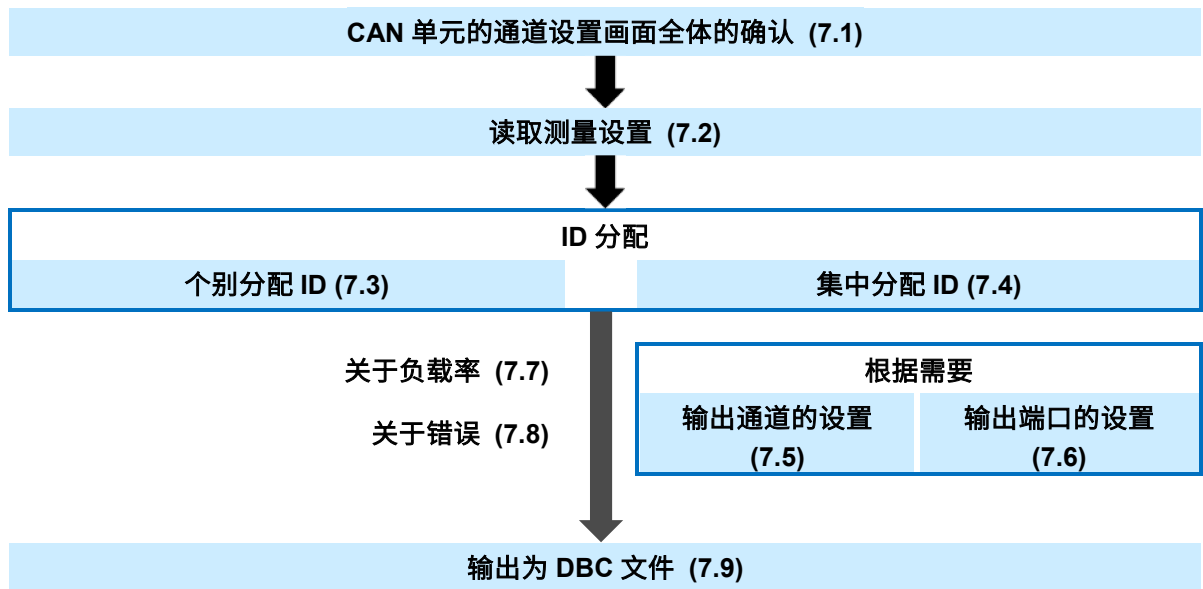 CAN 单元的通道设置画面全体的确认 (7.1)
读取测量设置 (7.2)
ID 分配
个别分配 ID (7.3)
集中分配 ID (7.4)
关于负载率 (7.7)
关于错误 (7.8)
根据需要
输出通道的设置
(7.5)
输出端口的设置
(7.6)
输出为 DBC 文件 (7.9)